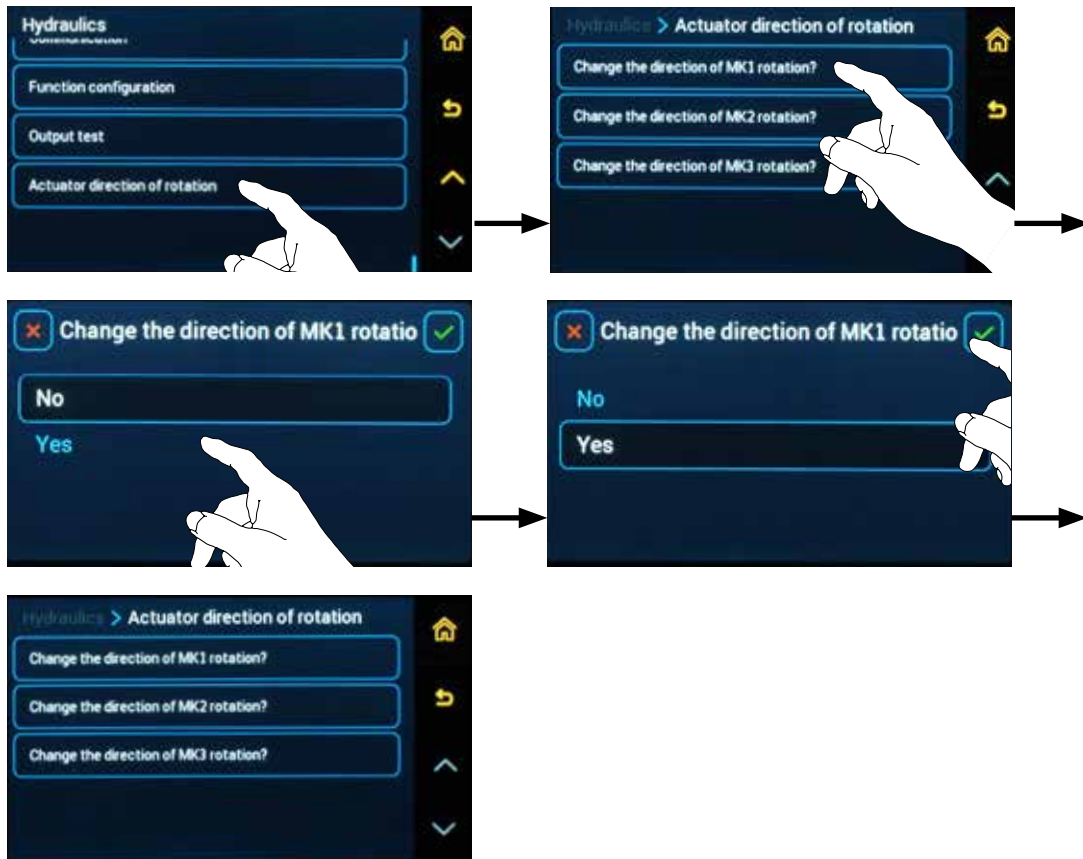 Hydraulics
Communication
Function configuration
Output test
Actuator direction of rotation
Hydraulics > Actuator direction of rotation
Change the direction of MK1 rotation?
Change the direction of MK2 rotation?
Change the direction of MK3 rotation?
Change the direction of MK1 rotatio
No
Yes
Change the direction of MK1 rotatio
No
Yes
Hydraulics > Actuator direction of rotation
Change the direction of MK1 rotation?
Change the direction of MK2 rotation?
Change the direction of MK3 rotation?